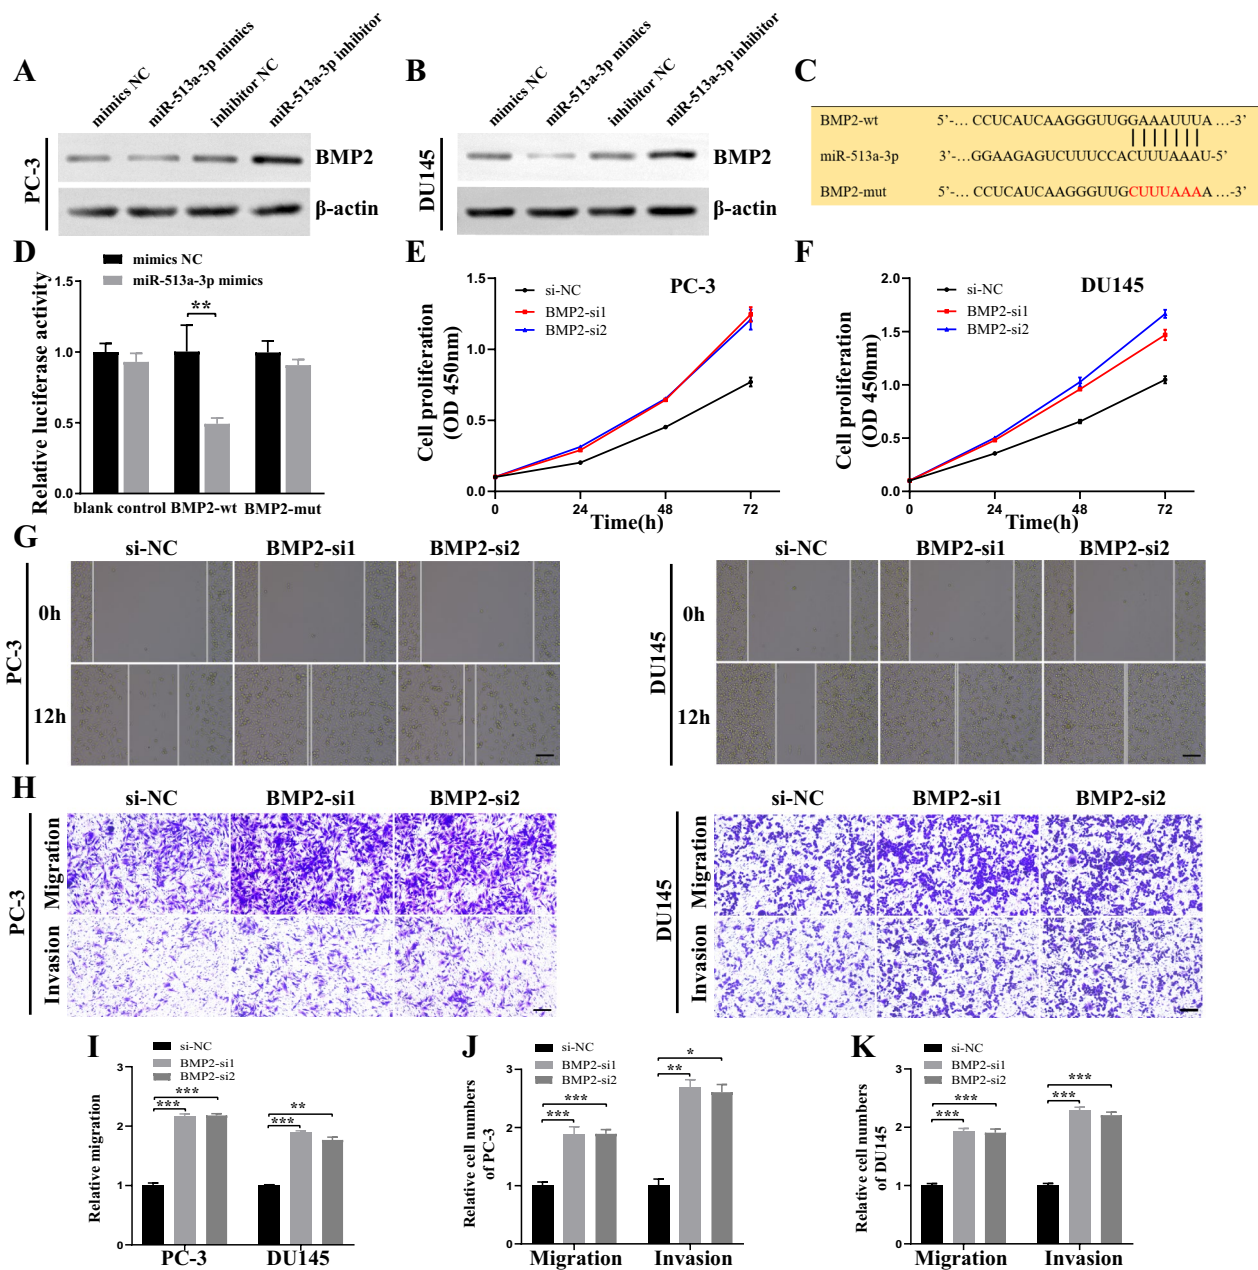 A
mimics NC
miR-513a-3p mimics
inhibitor NC
miR-513a-3p inhibitor
PC-3
BMP2
β-actin
B
mimics NC
miR-513a-3p mimics
inhibitor NC
miR-513a-3p inhibitor
DU145
BMP2
β-actin
C
BMP2-wt 5'-... CCUCAUCAAGGGUUGGAAAUUUA ...-3'
miR-513a-3p 3'-...GGAAGAGUCUUUCCACUUUAAAU-5'
BMP2-mut 5'-... CCUCAUCAAGGGUUGCUUUAAAA ...-3'
D
mimics NC
miR-513a-3p mimics
Relative luciferase activity
1.5
1.0
0.5
0.0
**
blank control BMP2-wt BMP2-mut
E
PC-3
si-NC
BMP2-si1
BMP2-si2
Cell proliferation
(OD 450nm)
1.5
1.0
0.5
0.0
0 24 48 72
Time(h)
F
DU145
si-NC
BMP2-si1
BMP2-si2
Cell proliferation
(OD 450nm)
2.0
1.5
1.0
0.5
0.0
0 24 48 72
Time(h)
G
si-NC BMP2-si1 BMP2-si2
PC-3
0h
12h
si-NC BMP2-si1 BMP2-si2
DU145
0h
12h
H
si-NC BMP2-si1 BMP2-si2
PC-3
Migration
Invasion
si-NC BMP2-si1 BMP2-si2
DU145
Migration
Invasion
I
si-NC
BMP2-si1
BMP2-si2
Relative migration
3
2
1
0
***
***
**
***
PC-3 DU145
J
si-NC
BMP2-si1
BMP2-si2
Relative cell numbers
of PC-3
3
2
1
0
***
***
*
**
Migration Invasion
K
si-NC
BMP2-si1
BMP2-si2
Relative cell numbers
of DU145
3
2
1
0
***
***
***
***
Migration Invasion